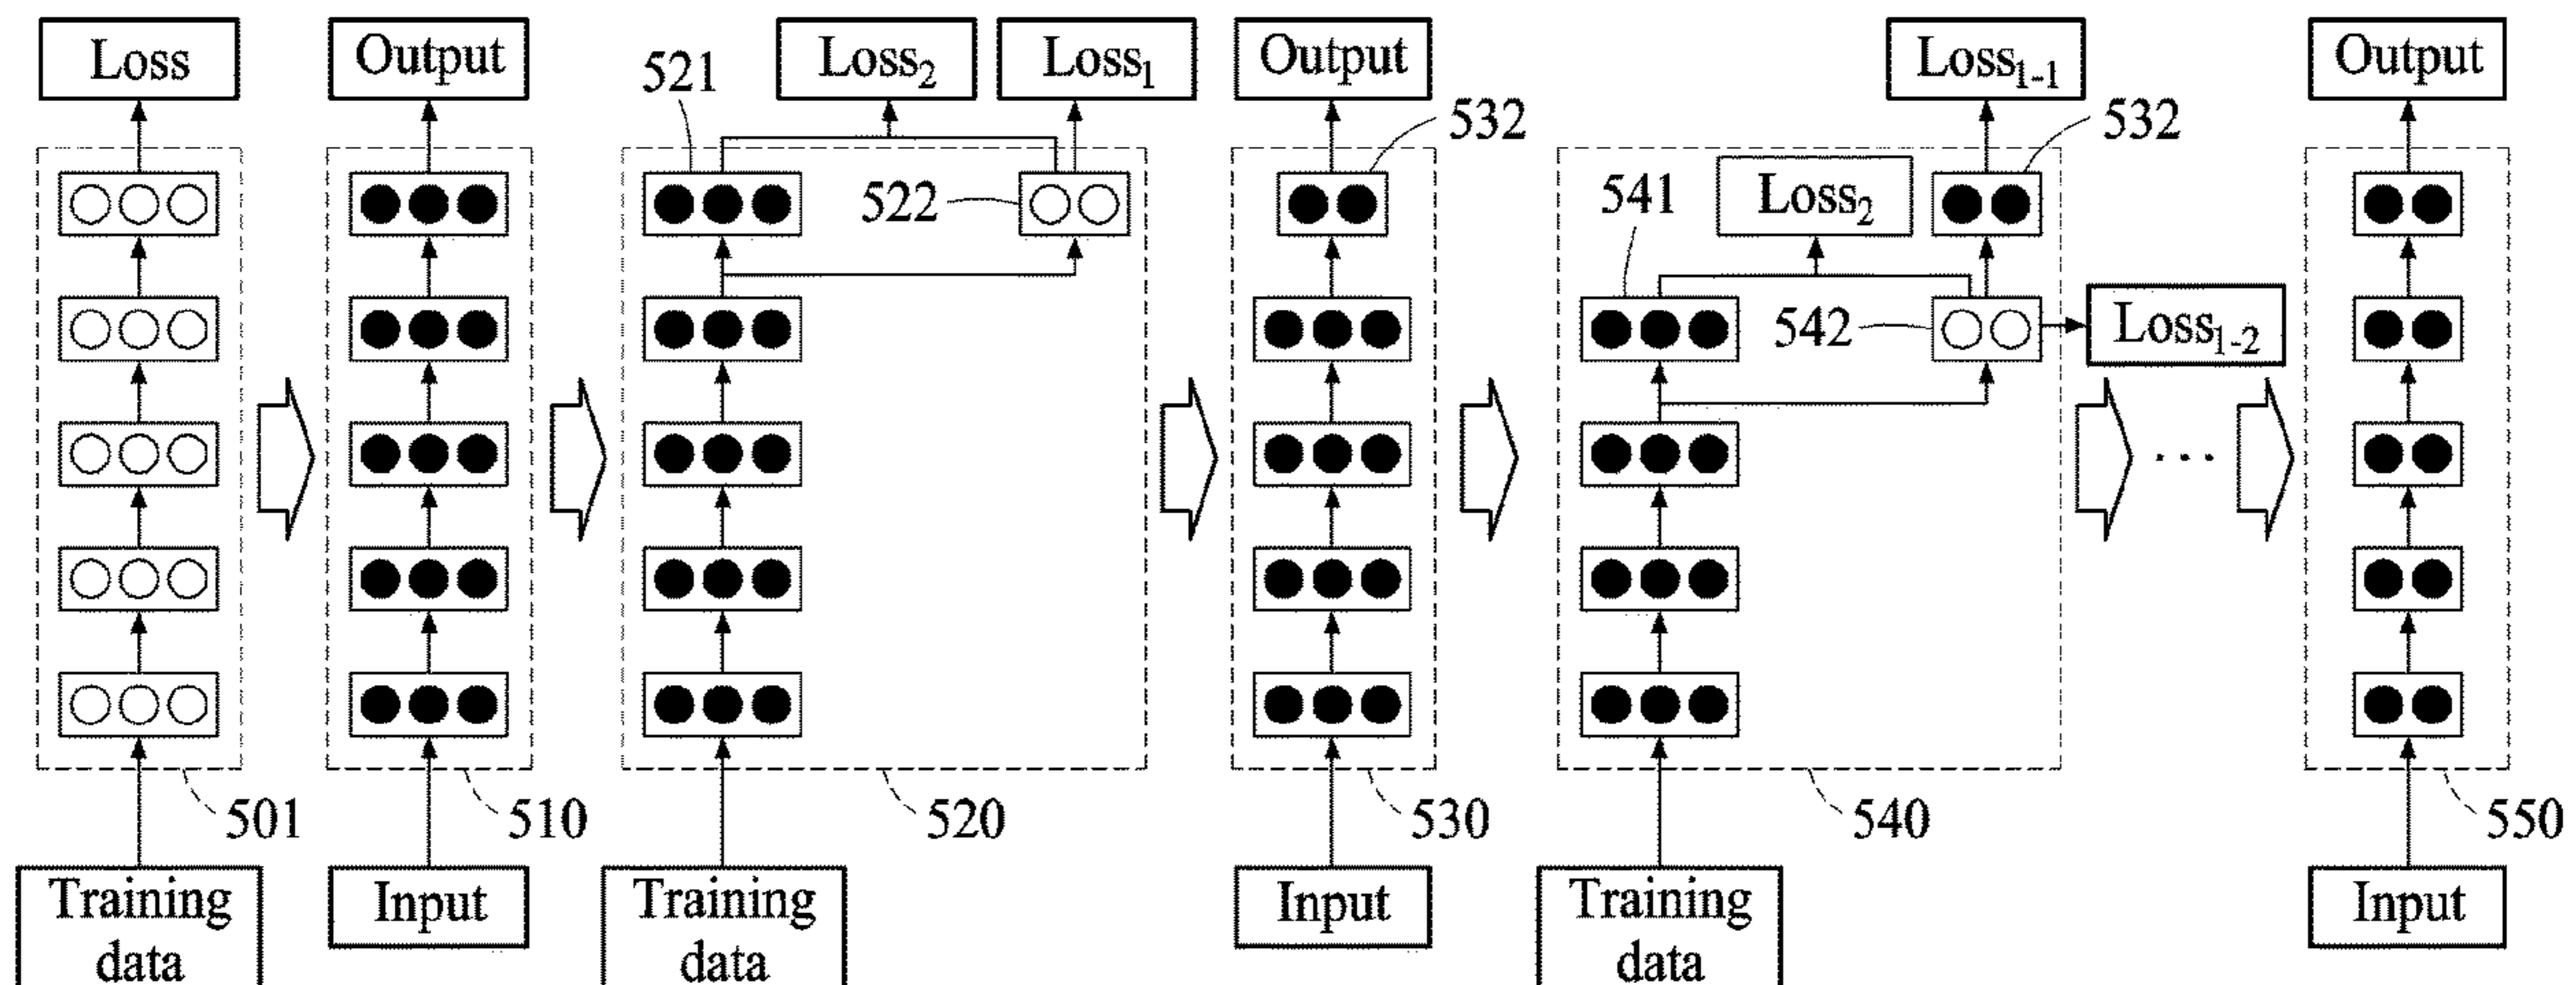 Loss
Output
521
Loss2
Loss1
Output
532
Loss1-1
532
Output
522
541
Loss2
542
Loss1-2
...
501
510
520
530
540
550
Training
data
Input
Training
data
Input
Training
data
Input